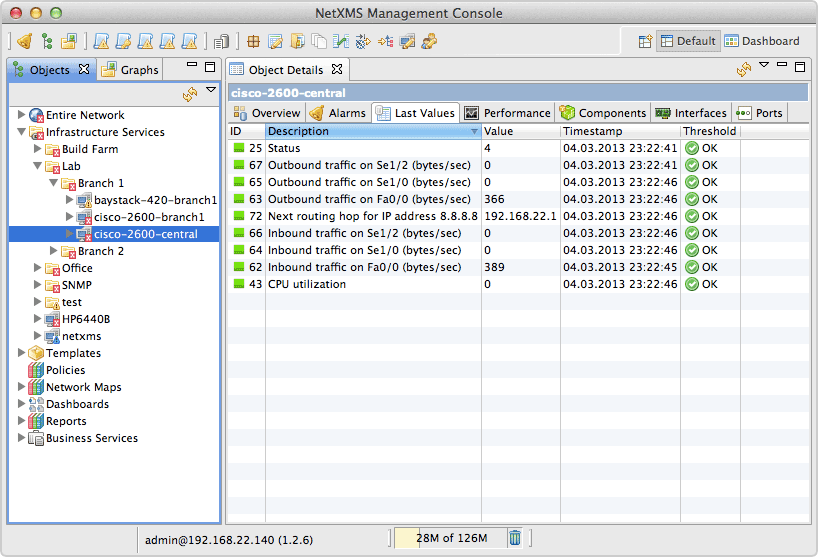 NetXMS Management Console
Default Dashboard
Objects Graphs
Object Details
cisco-2600-central
Overview Alarms Last Values Performance Components Interfaces Ports
Entire Network
Infrastructure Services
Build Farm
Lab
Branch 1
baystack-420-branch1
cisco-2600-branch1
cisco-2600-central
Branch 2
Office
SNMP
test
HP6440B
netxms
Templates
Policies
Network Maps
Dashboards
Reports
Business Services
ID Description Value Timestamp Threshold
25 Status 4 04.03.2013 23:22:41 OK
67 Outbound traffic on Se1/2 (bytes/sec) 0 04.03.2013 23:22:41 OK
65 Outbound traffic on Se1/0 (bytes/sec) 0 04.03.2013 23:22:46 OK
63 Outbound traffic on Fa0/0 (bytes/sec) 366 04.03.2013 23:22:46 OK
72 Next routing hop for IP address 8.8.8.8 192.168.22.1 04.03.2013 23:22:46 OK
66 Inbound traffic on Se1/2 (bytes/sec) 0 04.03.2013 23:22:46 OK
64 Inbound traffic on Se1/0 (bytes/sec) 0 04.03.2013 23:22:46 OK
62 Inbound traffic on Fa0/0 (bytes/sec) 389 04.03.2013 23:22:45 OK
43 CPU utilization 0 04.03.2013 23:22:46 OK
admin@192.168.22.140 (1.2.6)
28M of 126M